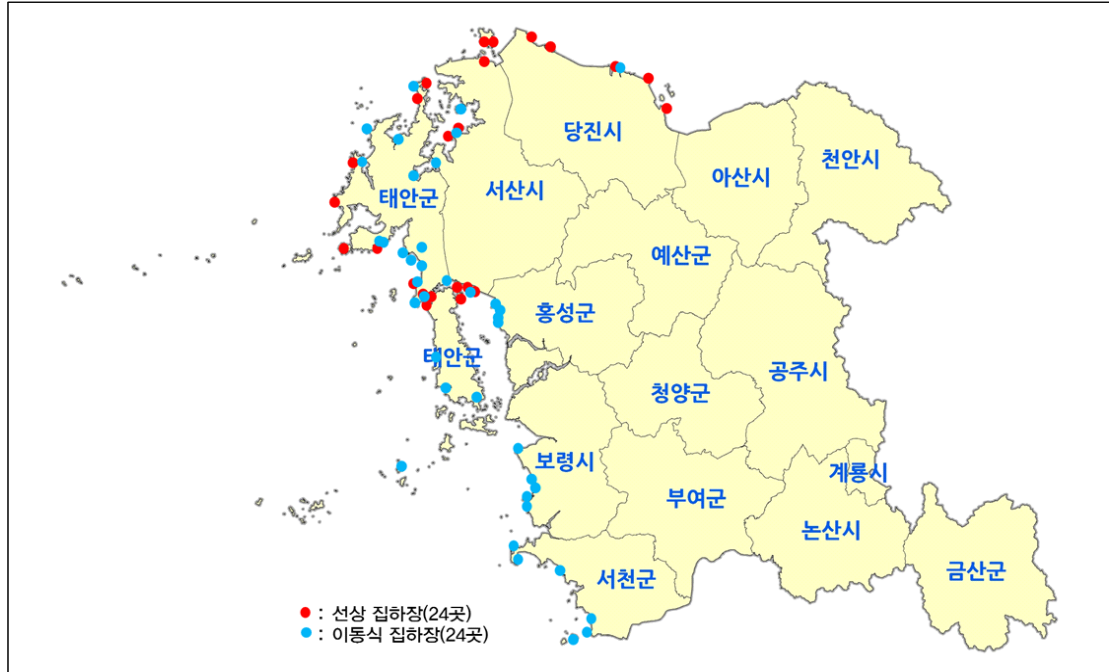 당진시
천안시
아산시
서산시
태안군
예산군
홍성군
태안군
공주시
청양군
보령시
계룡시
부여군
논산시
서천군
금산군
● : 선상 집하장(24곳)
● : 이동식 집하장(24곳)